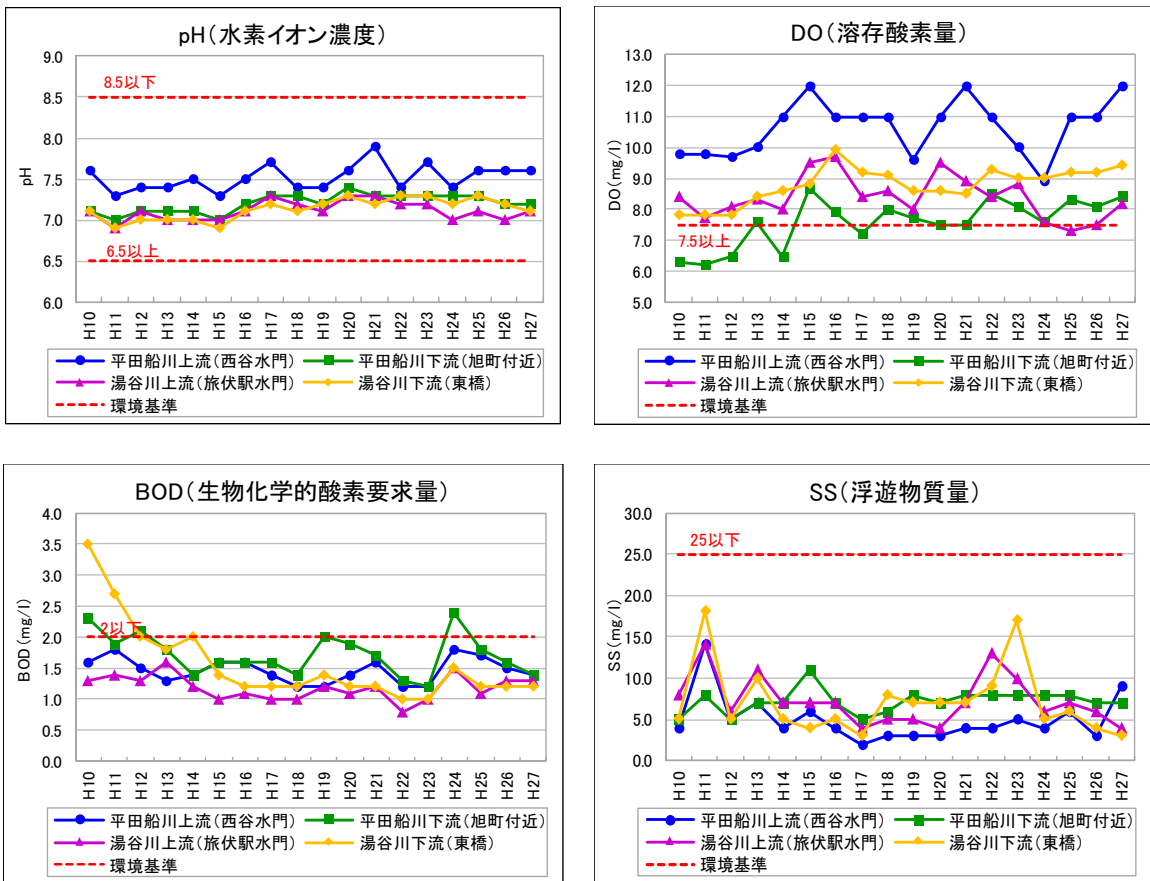 pH（水素イオン濃度）
9.0
8.5以下
8.5
8.0
7.5
7.0
6.5以上
6.5
6.0
pH
H10 H11 H12 H13 H14 H15 H16 H17 H18 H19 H20 H21 H22 H23 H24 H25 H26 H27
平田船川上流（西谷水門） 平田船川下流（旭町付近）
湯谷川上流（旅伏駅水門） 湯谷川下流（東橋）
環境基準
DO（溶存酸素量）
13.0
12.0
11.0
10.0
9.0
8.0
7.0
7.5以上
6.0
5.0
DO（mg/l）
H10 H11 H12 H13 H14 H15 H16 H17 H18 H19 H20 H21 H22 H23 H24 H25 H26 H27
平田船川上流（西谷水門） 平田船川下流（旭町付近）
湯谷川上流（旅伏駅水門） 湯谷川下流（東橋）
環境基準
BOD（生物化学的酸素要求量）
4.0
3.5
3.0
2.5
2以下
2.0
1.5
1.0
0.5
0.0
BOD（mg/l）
H10 H11 H12 H13 H14 H15 H16 H17 H18 H19 H20 H21 H22 H23 H24 H25 H26 H27
平田船川上流（西谷水門） 平田船川下流（旭町付近）
湯谷川上流（旅伏駅水門） 湯谷川下流（東橋）
環境基準
SS（浮遊物質量）
30.0
25以下
25.0
20.0
15.0
10.0
5.0
0.0
SS（mg/l）
H10 H11 H12 H13 H14 H15 H16 H17 H18 H19 H20 H21 H22 H23 H24 H25 H26 H27
平田船川上流（西谷水門） 平田船川下流（旭町付近）
湯谷川上流（旅伏駅水門） 湯谷川下流（東橋）
環境基準